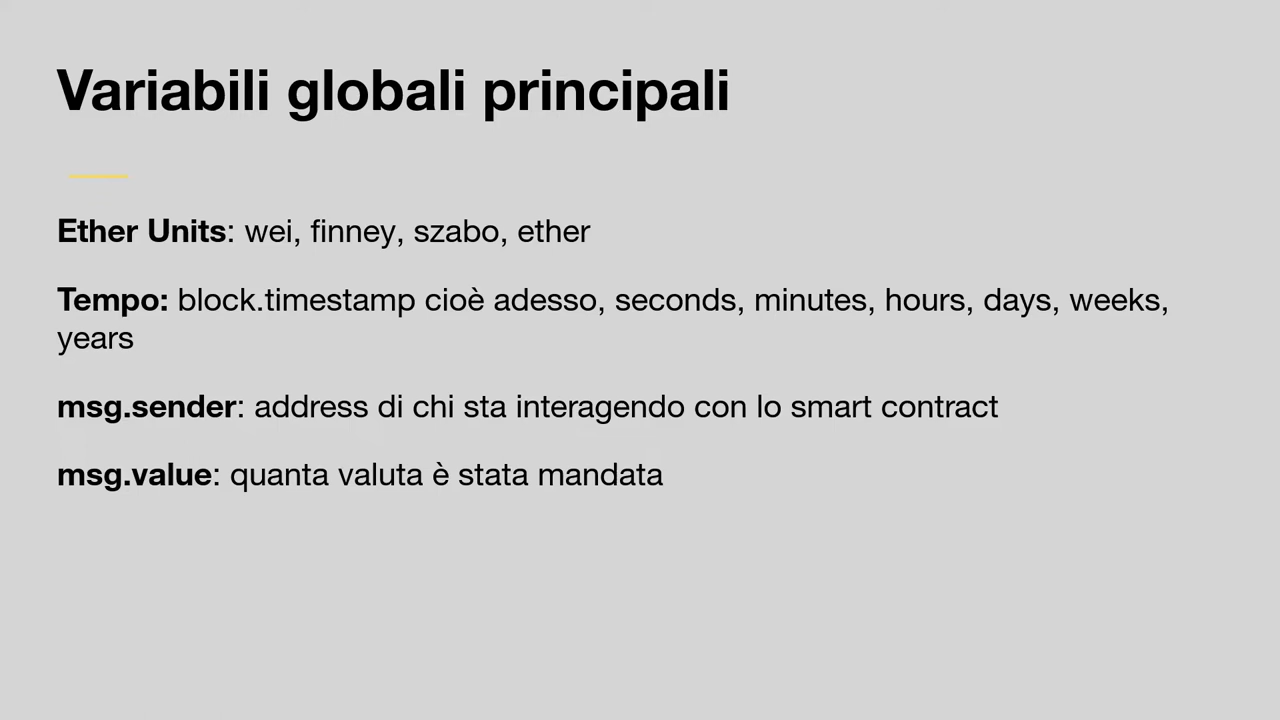 Variabili globali principali
Ether Units: wei, finney, szabo, ether
Tempo: block.timestamp cioè adesso, seconds, minutes, hours, days, weeks,
years
msg.sender: address di chi sta interagendo con lo smart contract
msg.value: quanta valuta è stata mandata